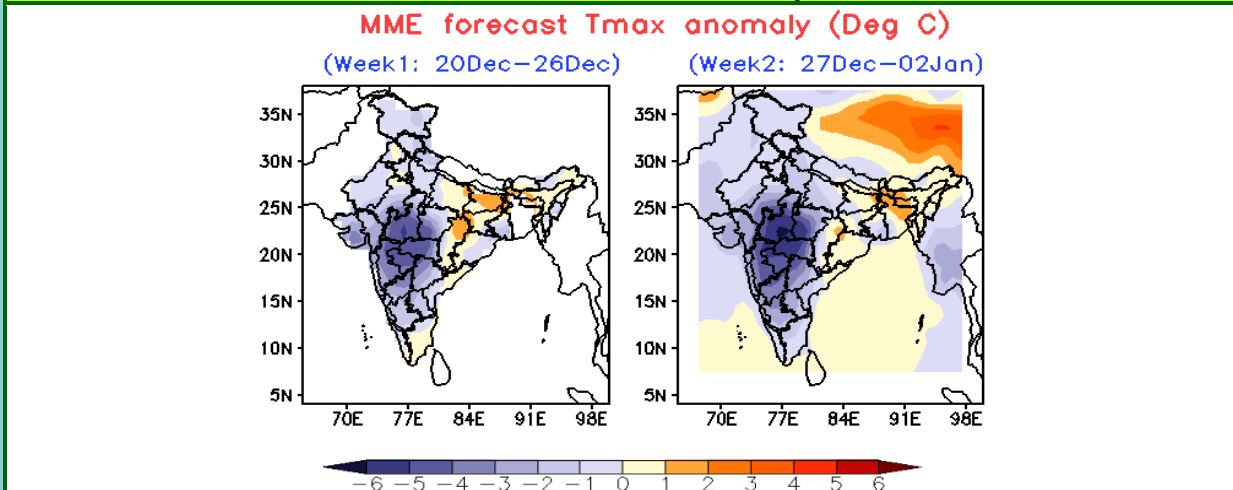 MME forecast Tmax anomaly (Deg C)
(Week1: 20Dec−26Dec) (Week2: 27Dec−02Jan)
35N 35N
30N 30N
25N 25N
20N 20N
15N 15N
10N 10N
5N 5N
70E 77E 84E 91E 98E 70E 77E 84E 91E 98E
−6 −5 −4 −3 −2 −1 0 1 2 3 4 5 6